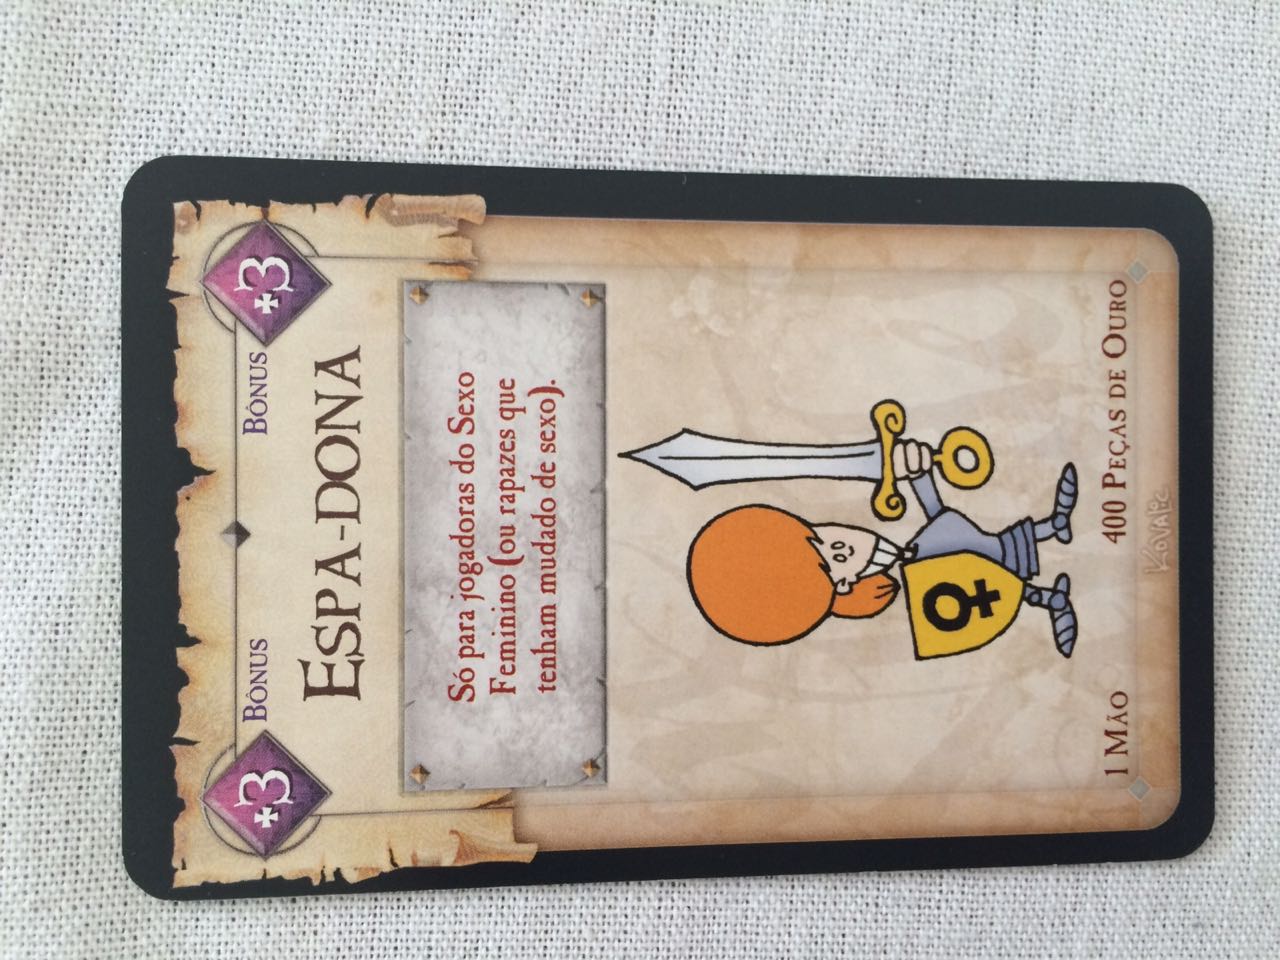 +3 Bônus Bônus +3
Espa-dona
Só para jogadoras do Sexo
Feminino (ou rapazes que
tenham mudado de sexo).
1 Mão 400 Peças de Ouro
Kovalic